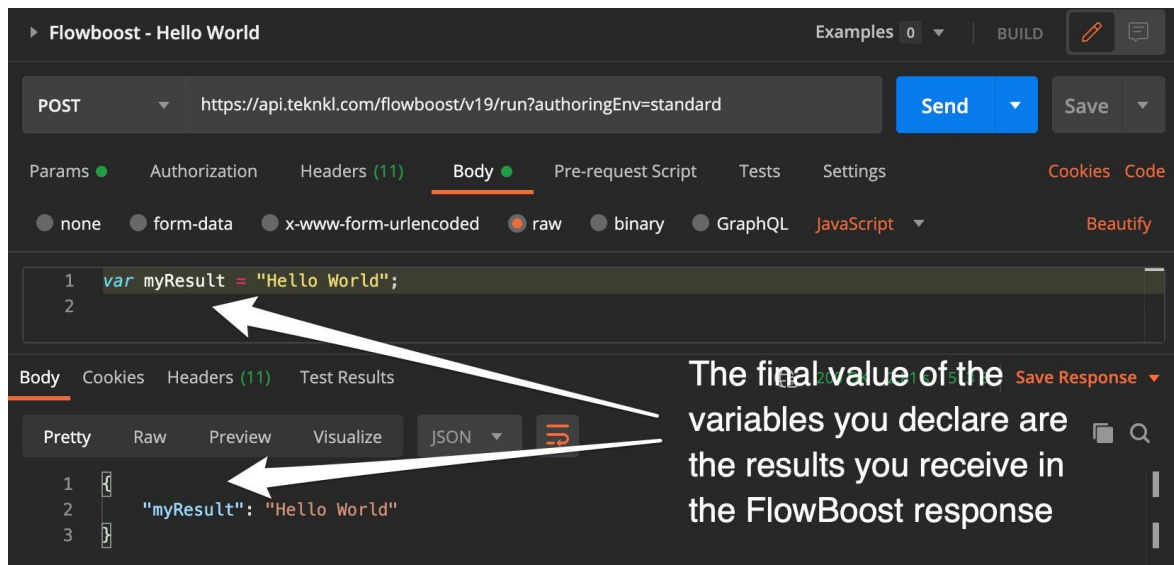 Flowboost - Hello World
Examples 0
BUILD
POST
https://api.teknkl.com/flowboost/v19/run?authoringEnv=standard
Send
Save
Params Authorization Headers (11) Body Pre-request Script Tests Settings Cookies Code
none form-data x-www-form-urlencoded raw binary GraphQL JavaScript Beautify
1 var myResult = "Hello World";
2
Body Cookies Headers (11) Test Results
Save Response
Pretty Raw Preview Visualize JSON
1 {
2 "myResult": "Hello World"
3 }
The final value of the
variables you declare are
the results you receive in
the FlowBoost response